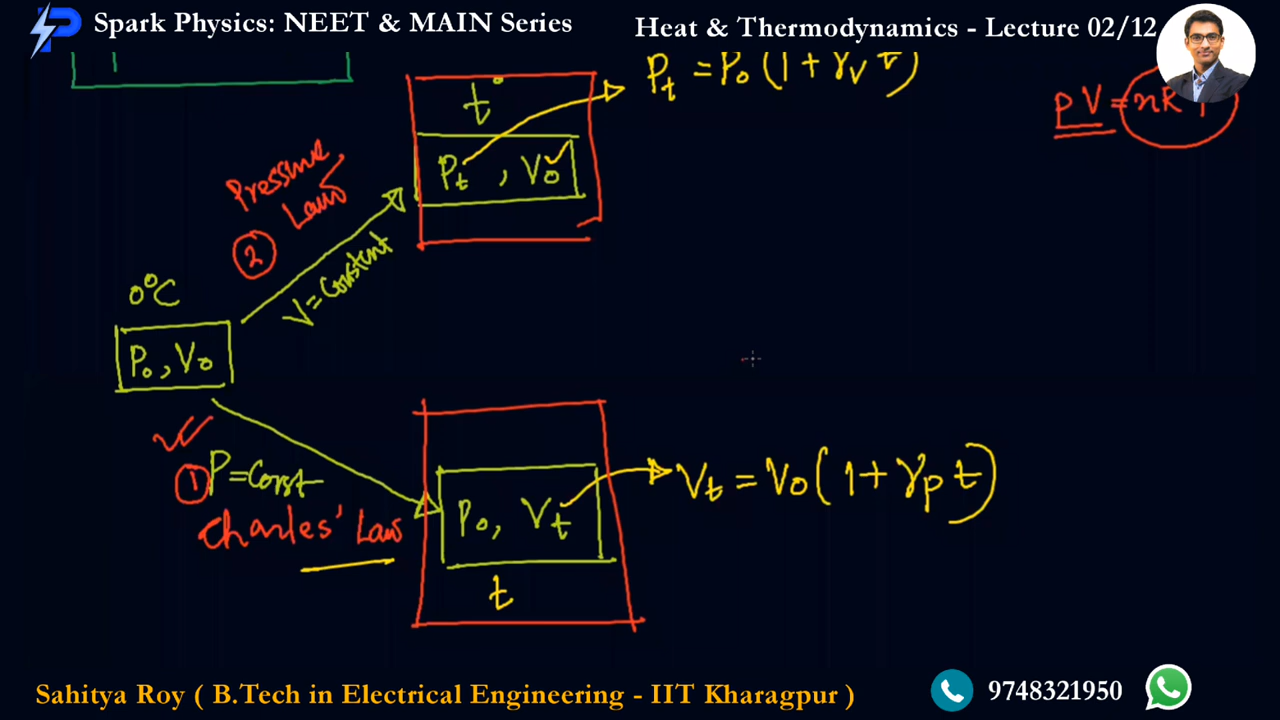 Spark Physics: NEET & MAIN Series
Heat & Thermodynamics - Lecture 02/12
t°
Pt = P₀ (1 + γv t)
pV = nRT
Pt , V₀
Pressure
Law
②
V = Constant
0°C
P₀, V₀
① P = Const
Charles' Law
P₀, Vt
Vt = V₀ (1 + γp t)
t
Sahitya Roy ( B.Tech in Electrical Engineering - IIT Kharagpur )
9748321950